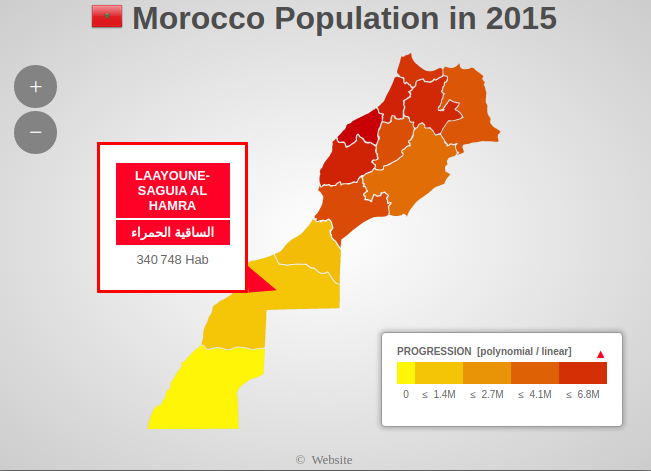 Morocco Population in 2015
+
−
LAAYOUNE-
SAGUIA AL
HAMRA
الساقية الحمراء
340 748 Hab
PROGRESSION [polynomial / linear]
0 ≤ 1.4M ≤ 2.7M ≤ 4.1M ≤ 6.8M
© Website